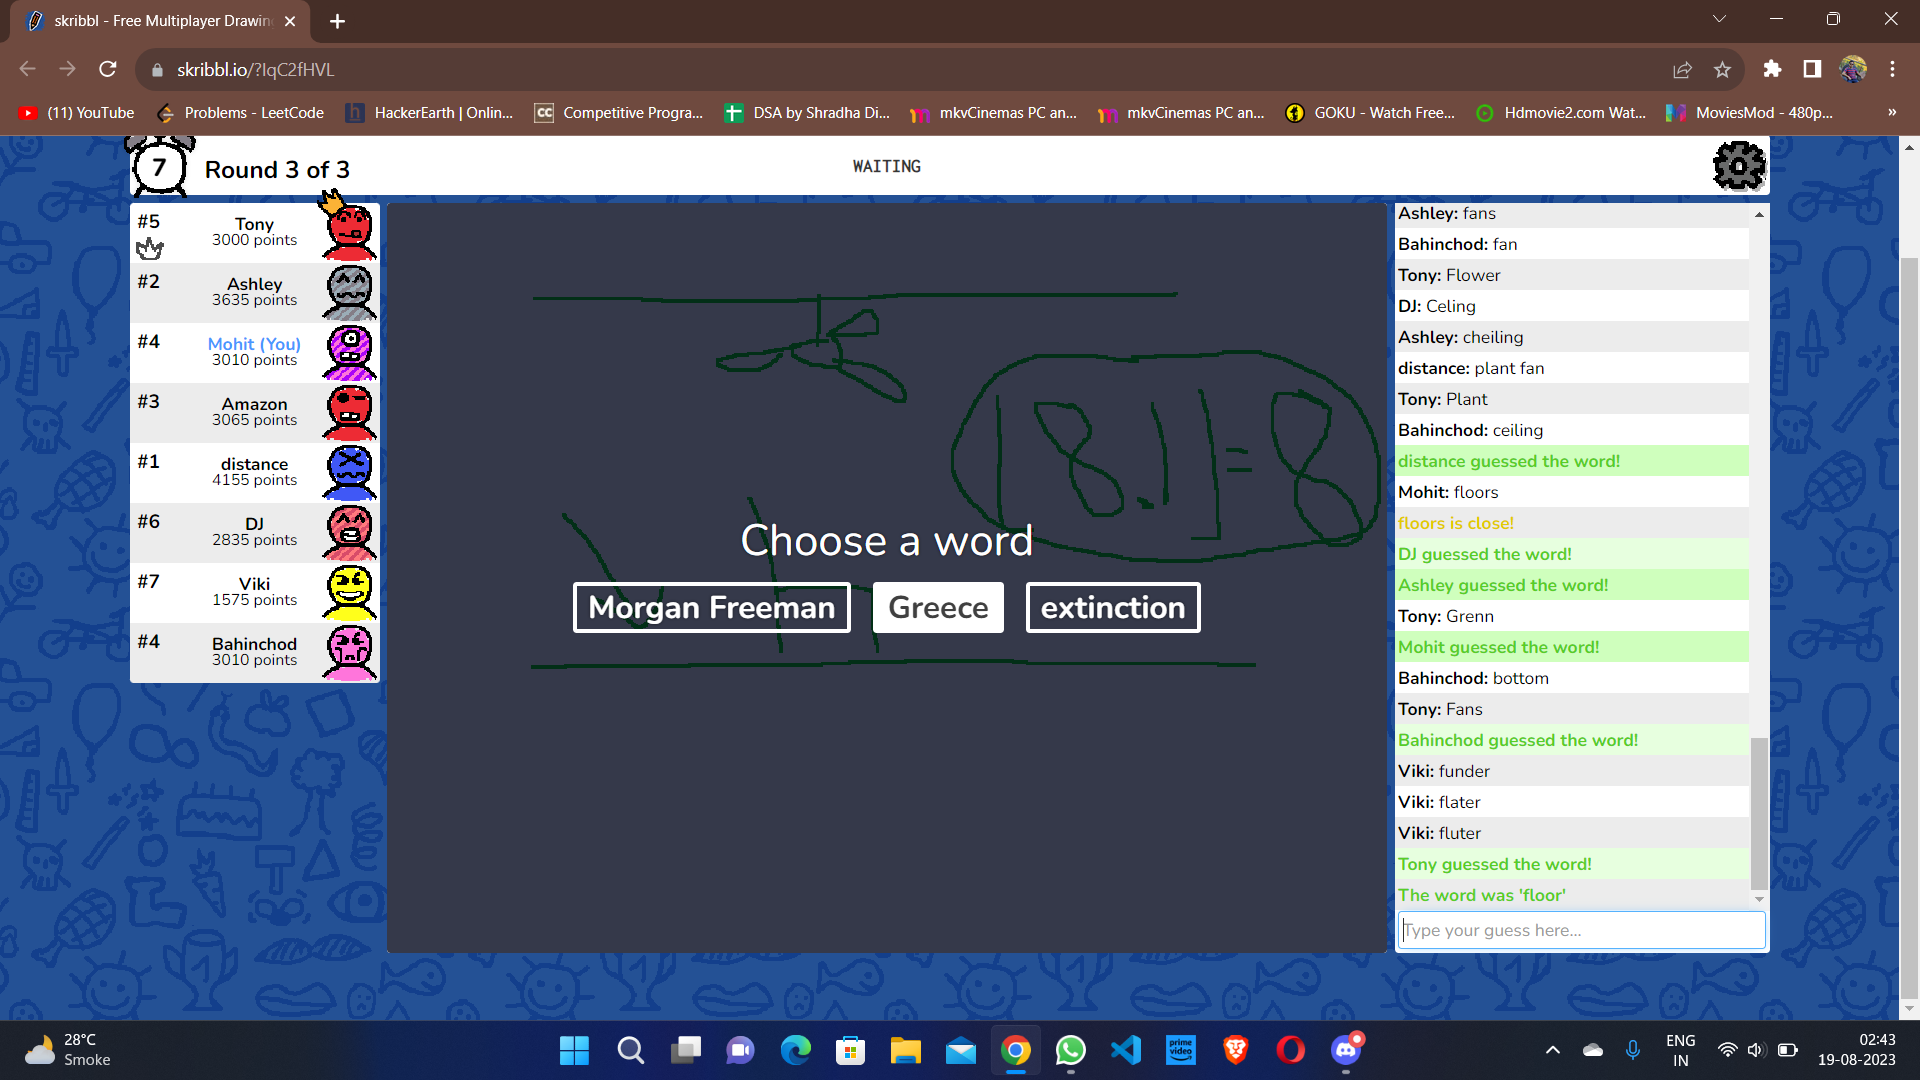 skribbl - Free Multiplayer Drawin
skribbl.io/?IqC2fHVL
(11) YouTube
Problems - LeetCode
HackerEarth | Onlin...
CC
Competitive Progra...
DSA by Shradha Di...
mkvCinemas PC an...
mkvCinemas PC an...
GOKU - Watch Free...
Hdmovie2.com Wat...
MoviesMod - 480p...
»
7
Round 3 of 3
WAITING
#5
Tony
3000 points
#2
Ashley
3635 points
#4
Mohit (You)
3010 points
#3
Amazon
3065 points
#1
distance
4155 points
#6
DJ
2835 points
#7
Viki
1575 points
#4
Bahinchod
3010 points
Choose a word
Morgan Freeman
Greece
extinction
Ashley: fans
Bahinchod: fan
Tony: Flower
DJ: Celing
Ashley: cheiling
distance: plant fan
Tony: Plant
Bahinchod: ceiling
distance guessed the word!
Mohit: floors
floors is close!
DJ guessed the word!
Ashley guessed the word!
Tony: Grenn
Mohit guessed the word!
Bahinchod: bottom
Tony: Fans
Bahinchod guessed the word!
Viki: funder
Viki: flater
Viki: fluter
Tony guessed the word!
The word was 'floor'
Type your guess here...
28°C
Smoke
prime video
ENG
IN
02:43
19-08-2023